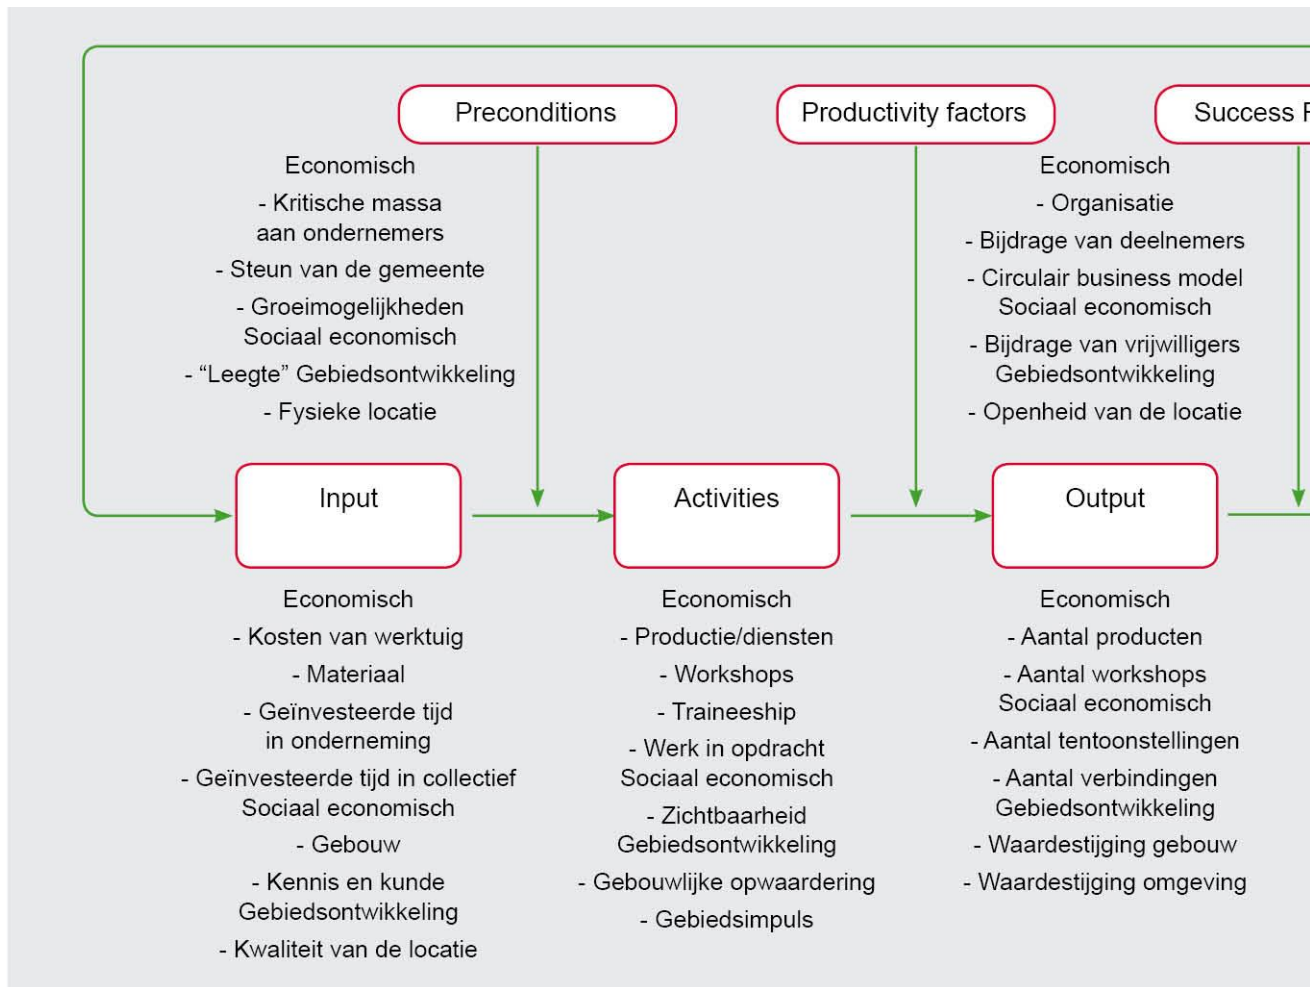 Preconditions
Productivity factors
Success F
Economisch
- Kritische massa
aan ondernemers
- Steun van de gemeente
- Groeimogelijkheden
Sociaal economisch
- “Leegte” Gebiedsontwikkeling
- Fysieke locatie
Economisch
- Organisatie
- Bijdrage van deelnemers
- Circulair business model
Sociaal economisch
- Bijdrage van vrijwilligers
Gebiedsontwikkeling
- Openheid van de locatie
Input
Activities
Output
Economisch
- Kosten van werktuig
- Materiaal
- Geïnvesteerde tijd
in onderneming
- Geïnvesteerde tijd in collectief
Sociaal economisch
- Gebouw
- Kennis en kunde
Gebiedsontwikkeling
- Kwaliteit van de locatie
Economisch
- Productie/diensten
- Workshops
- Traineeship
- Werk in opdracht
Sociaal economisch
- Zichtbaarheid
Gebiedsontwikkeling
- Gebouwlijke opwaardering
- Gebiedsimpuls
Economisch
- Aantal producten
- Aantal workshops
Sociaal economisch
- Aantal tentoonstellingen
- Aantal verbindingen
Gebiedsontwikkeling
- Waardestijging gebouw
- Waardestijging omgeving